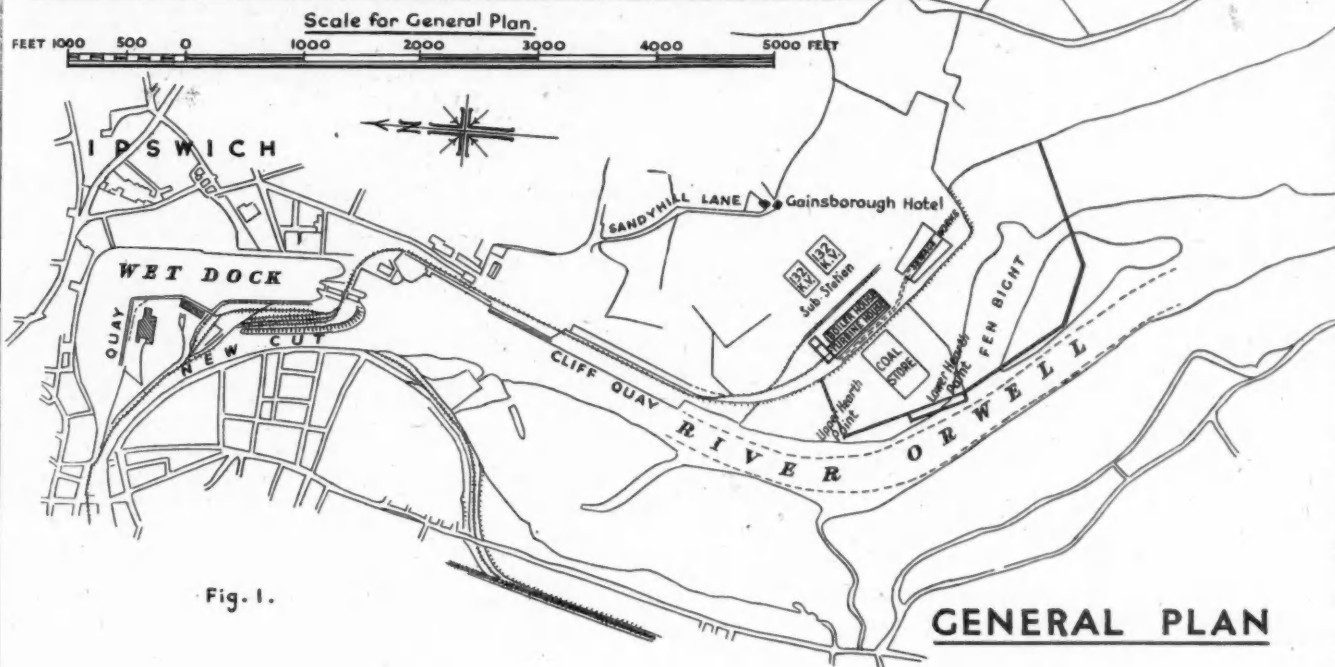 Scale for General Plan.
FEET 1000 500 0 1000 2000 3000 4000 5000 FEET
N
IPSWICH
SANDYHILL LANE
Gainsborough Hotel
WET DOCK
132 K.V.
132 K.V.
Sub-Station
SEWAGE WORKS
BOILER HOUSE
TURBINE HOUSE
QUAY
NEW CUT
CLIFF QUAY
COAL STORE
FEN BIGHT
Upper Hearth Point
Lower Hearth Point
RIVER ORWELL
Fig. 1.
GENERAL PLAN